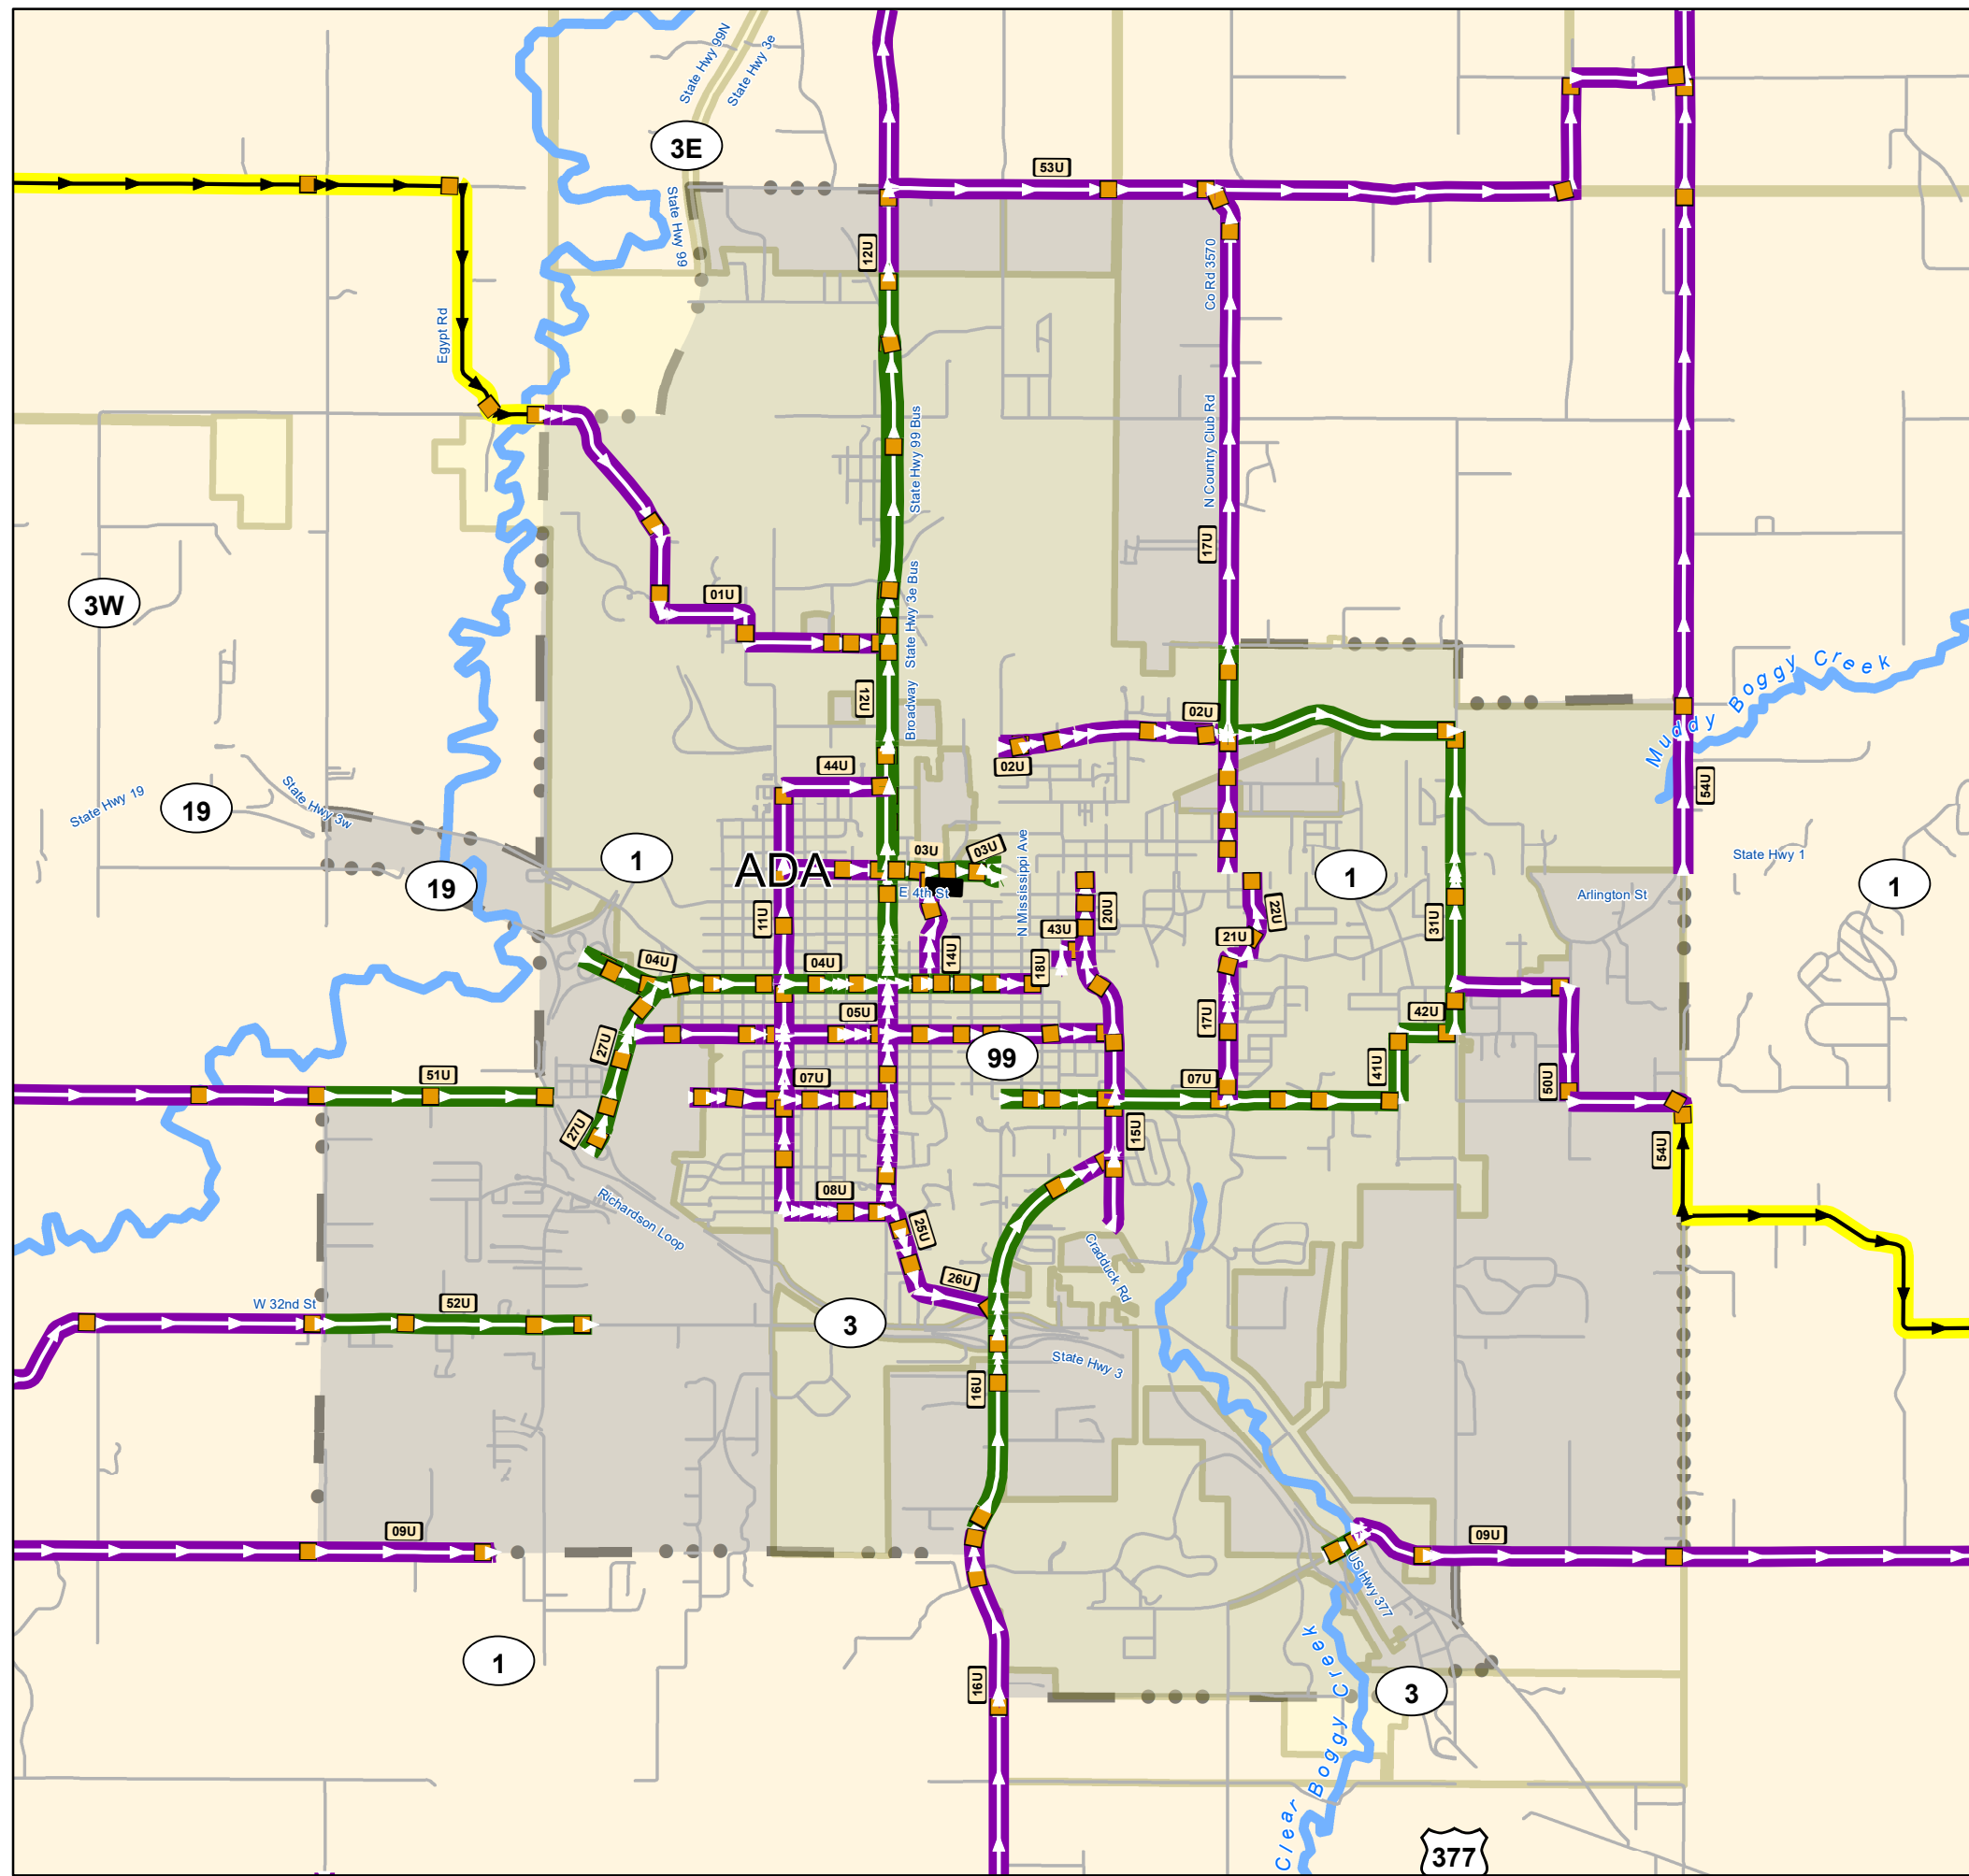 State Hwy 99N
State Hwy 3e
3E
53U
State Hwy 99
12U
Co Rd 3570
Egypt Rd
State Hwy 99 Bus
N Country Club Rd
17U
3W
01U
State Hwy 3e Bus
Muddy Boggy Creek
12U
Broadway
02U
02U
44U
54U
State Hwy 19
19
State Hwy 3w
1
ADA
03U
03U
N Mississippi Ave
1
State Hwy 1
1
19
E 4th St
Arlington St
11U
20U
22U
31U
43U
21U
14U
18U
04U
04U
05U
17U
42U
27U
99
41U
51U
07U
07U
50U
27U
15U
54U
08U
Richardson Loop
25U
Cradduck Rd
26U
W 32nd St
52U
3
State Hwy 3
16U
09U
09U
US Hwy 377
1
16U
3
Clear Boggy Creek
377